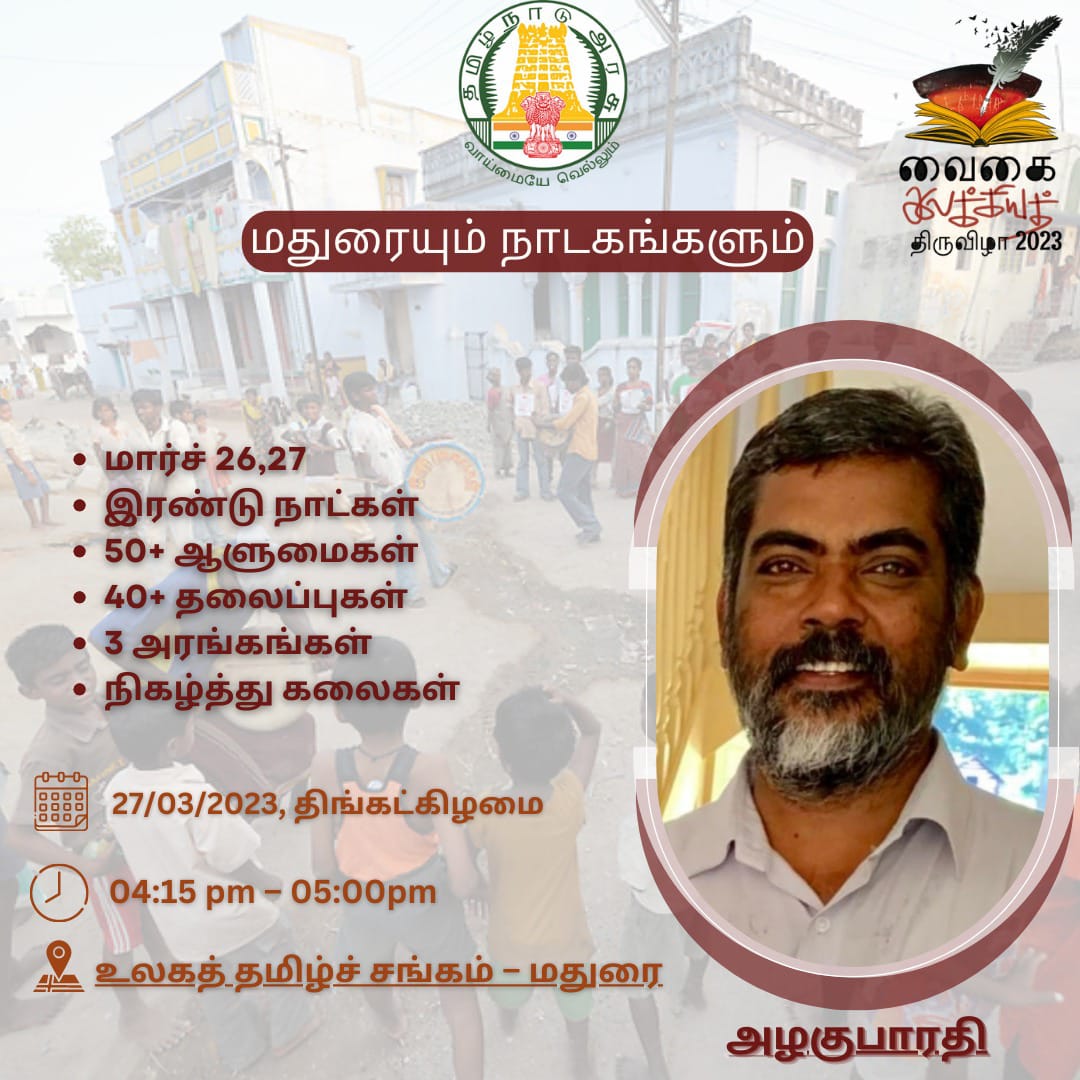 தமிழ்நாடு அரசு
வாய்மையே வெல்லும்
வைகை
இலக்கியத்
திருவிழா 2023
மதுரையும் நாடகங்களும்
• மார்ச் 26,27
• இரண்டு நாட்கள்
• 50+ ஆளுமைகள்
• 40+ தலைப்புகள்
• 3 அரங்கங்கள்
• நிகழ்த்து கலைகள்
27/03/2023, திங்கட்கிழமை
04:15 pm – 05:00pm
உலகத் தமிழ்ச் சங்கம் – மதுரை
அழகுபாரதி